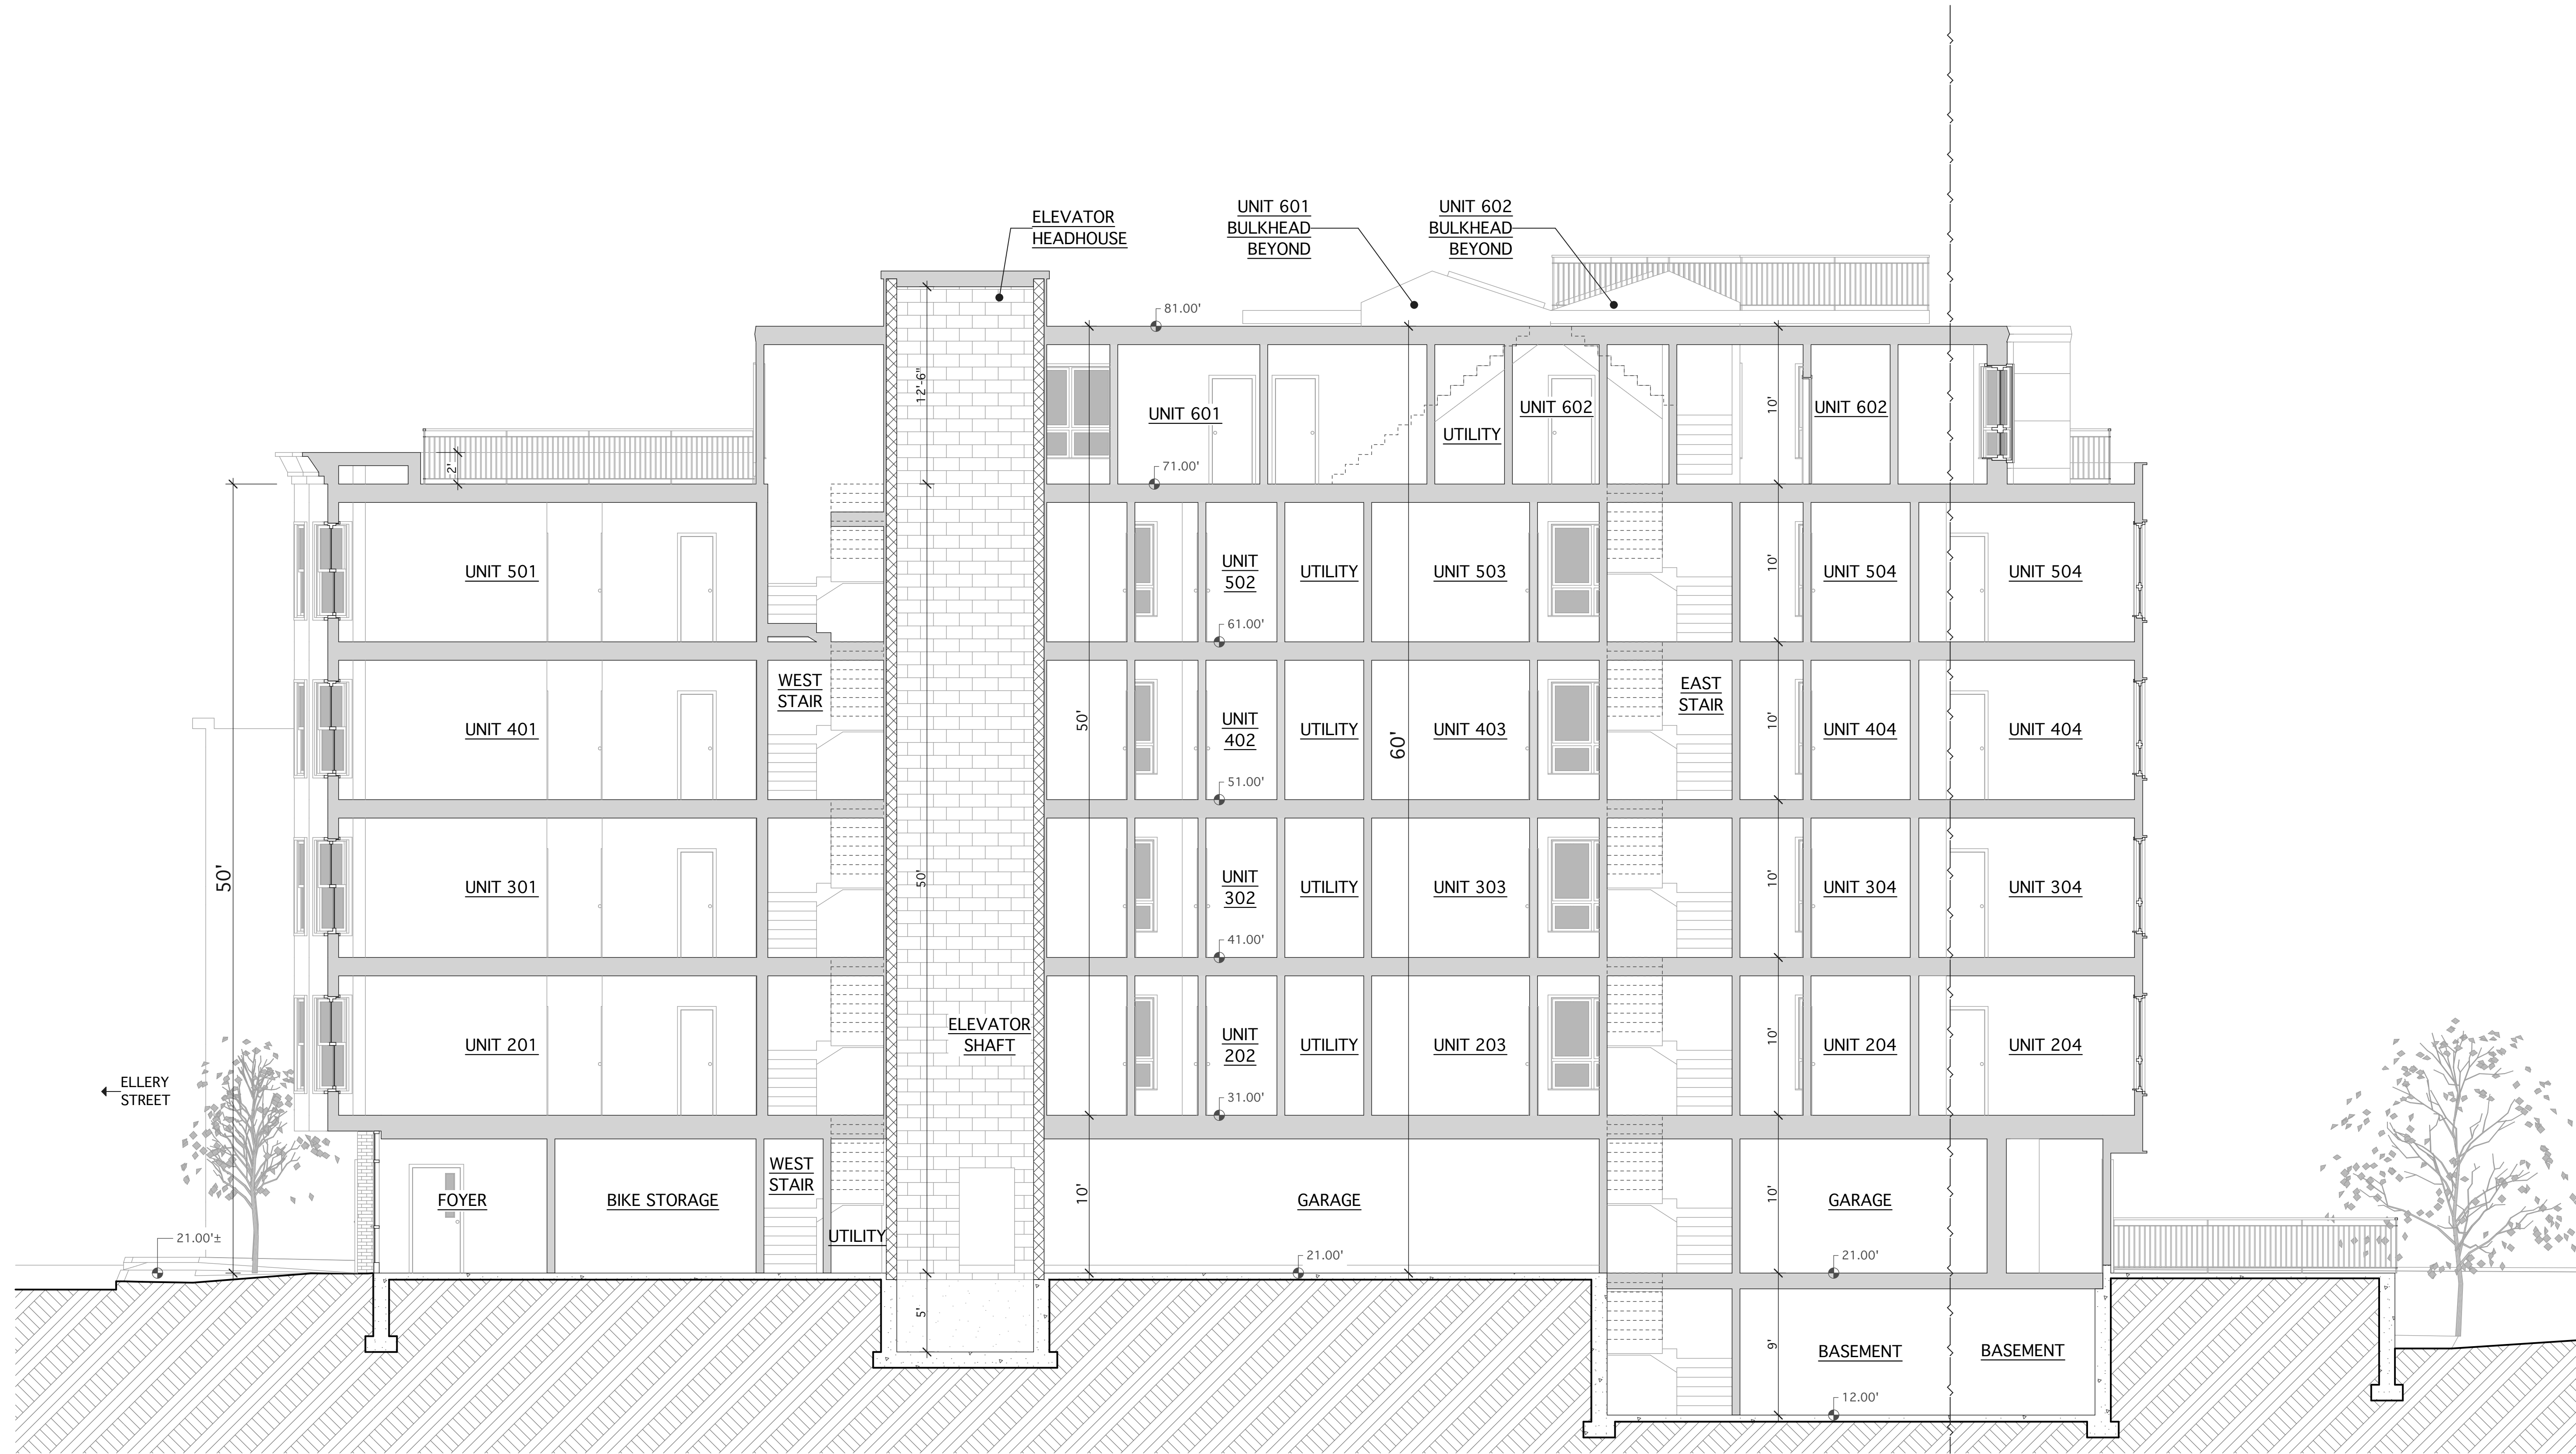 ELEVATOR
HEADHOUSE
UNIT 601
BULKHEAD
BEYOND
UNIT 602
BULKHEAD
BEYOND
81.00'
12'-6"
UNIT 601
UTILITY
UNIT 602
10'
UNIT 602
2'
71.00'
UNIT 501
UNIT
502
UTILITY
UNIT 503
10'
UNIT 504
UNIT 504
61.00'
WEST
STAIR
EAST
STAIR
UNIT 401
50'
UNIT
402
UTILITY
60'
UNIT 403
10'
UNIT 404
UNIT 404
51.00'
50'
UNIT 301
50'
UNIT
302
UTILITY
UNIT 303
10'
UNIT 304
UNIT 304
41.00'
UNIT 201
ELEVATOR
SHAFT
UNIT
202
UTILITY
UNIT 203
10'
UNIT 204
UNIT 204
ELLERY
STREET
31.00'
WEST
STAIR
FOYER
BIKE STORAGE
10'
GARAGE
10'
GARAGE
UTILITY
21.00'±
21.00'
21.00'
5'
9'
BASEMENT
BASEMENT
12.00'